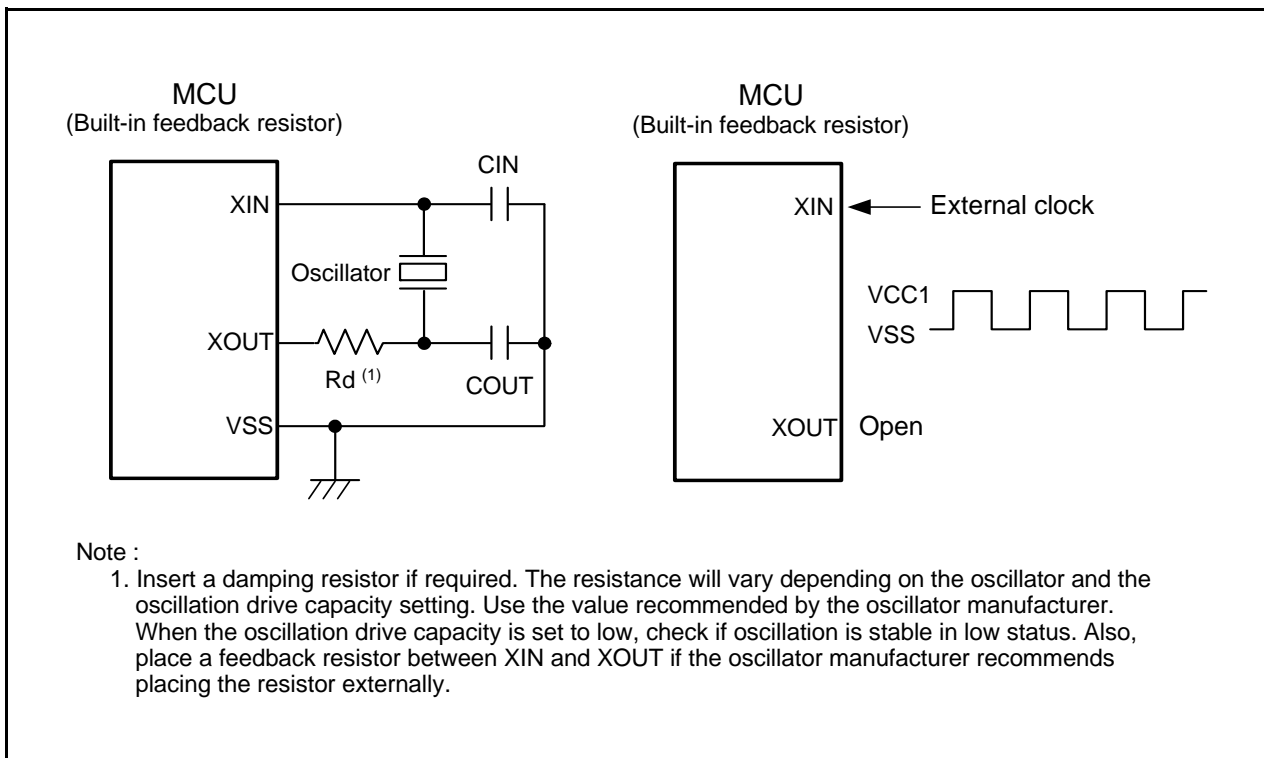 MCU
(Built-in feedback resistor)
XIN
CIN
Oscillator
XOUT
Rd (1)
COUT
VSS
MCU
(Built-in feedback resistor)
XIN
External clock
VCC1
VSS
XOUT
Open
Note :
1. Insert a damping resistor if required. The resistance will vary depending on the oscillator and the
oscillation drive capacity setting. Use the value recommended by the oscillator manufacturer.
When the oscillation drive capacity is set to low, check if oscillation is stable in low status. Also,
place a feedback resistor between XIN and XOUT if the oscillator manufacturer recommends
placing the resistor externally.